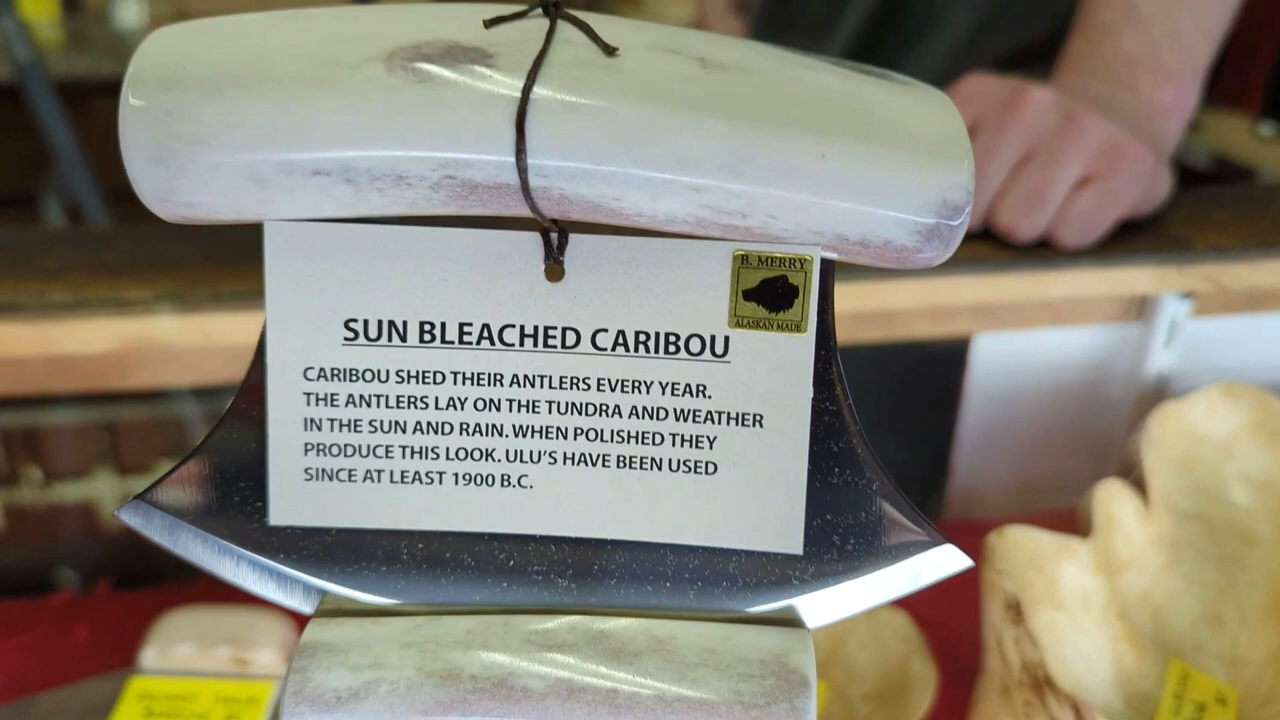 B. MERRY
ALASKAN MADE
SUN BLEACHED CARIBOU
CARIBOU SHED THEIR ANTLERS EVERY YEAR.
THE ANTLERS LAY ON THE TUNDRA AND WEATHER
IN THE SUN AND RAIN. WHEN POLISHED THEY
PRODUCE THIS LOOK. ULU'S HAVE BEEN USED
SINCE AT LEAST 1900 B.C.